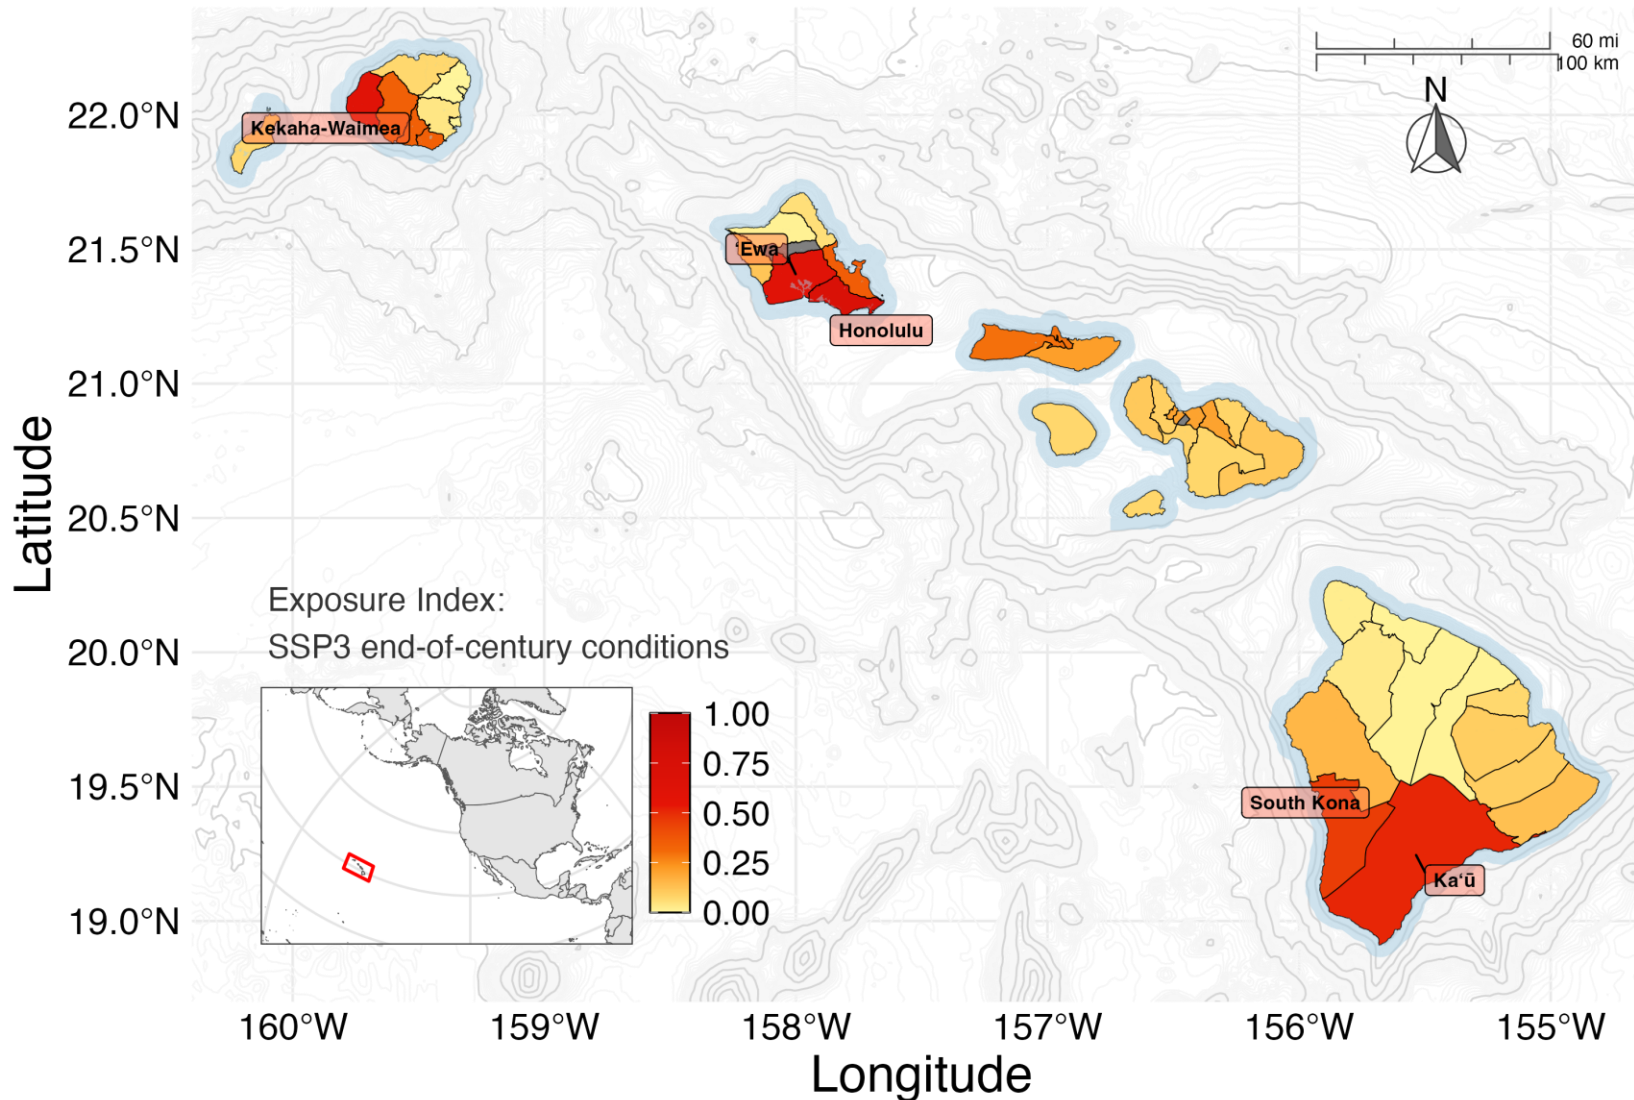 60 mi
100 km
N
22.0°N
21.5°N
21.0°N
20.5°N
20.0°N
19.5°N
19.0°N
Latitude
Kekaha-Waimea
ʻEwa
Honolulu
South Kona
Kaʻū
Exposure Index:
SSP3 end-of-century conditions
1.00
0.75
0.50
0.25
0.00
160°W
159°W
158°W
157°W
156°W
155°W
Longitude